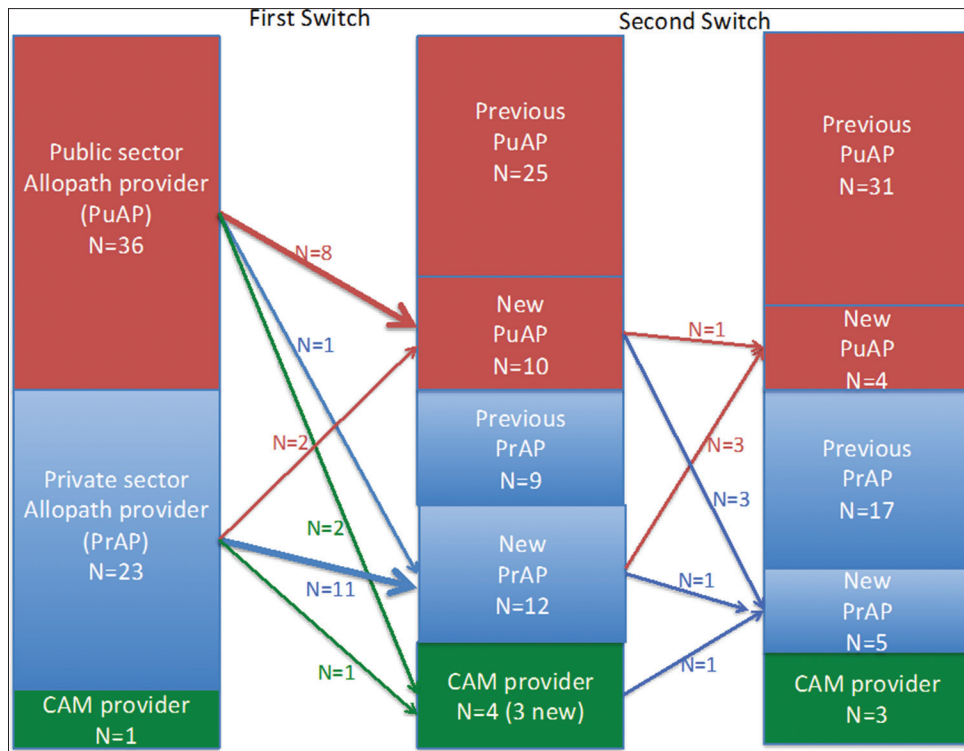 First Switch
Second Switch
Public sector
Allopath provider
(PuAP)
N=36
Private sector
Allopath provider
(PrAP)
N=23
CAM provider
N=1
N=8
N=1
N=2
N=2
N=11
N=1
Previous
PuAP
N=25
New
PuAP
N=10
Previous
PrAP
N=9
New
PrAP
N=12
CAM provider
N=4 (3 new)
N=1
N=3
N=3
N=1
N=1
Previous
PuAP
N=31
New
PuAP
N=4
Previous
PrAP
N=17
New
PrAP
N=5
CAM provider
N=3